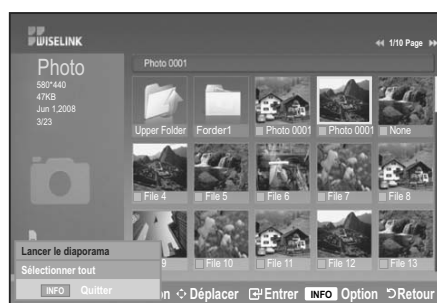 WISELINK
1/10 Page
Photo
580*440
47KB
Jun 1,2008
3/23
Photo 0001
Upper Folder
Forder1
Photo 0001
Photo 0001
None
File 4
File 5
File 6
File 7
File 8
9
File 10
File 11
File 12
File 13
Lancer le diaporama
Sélectionner tout
INFO Quitter
on Déplacer Entrer INFO Option Retour